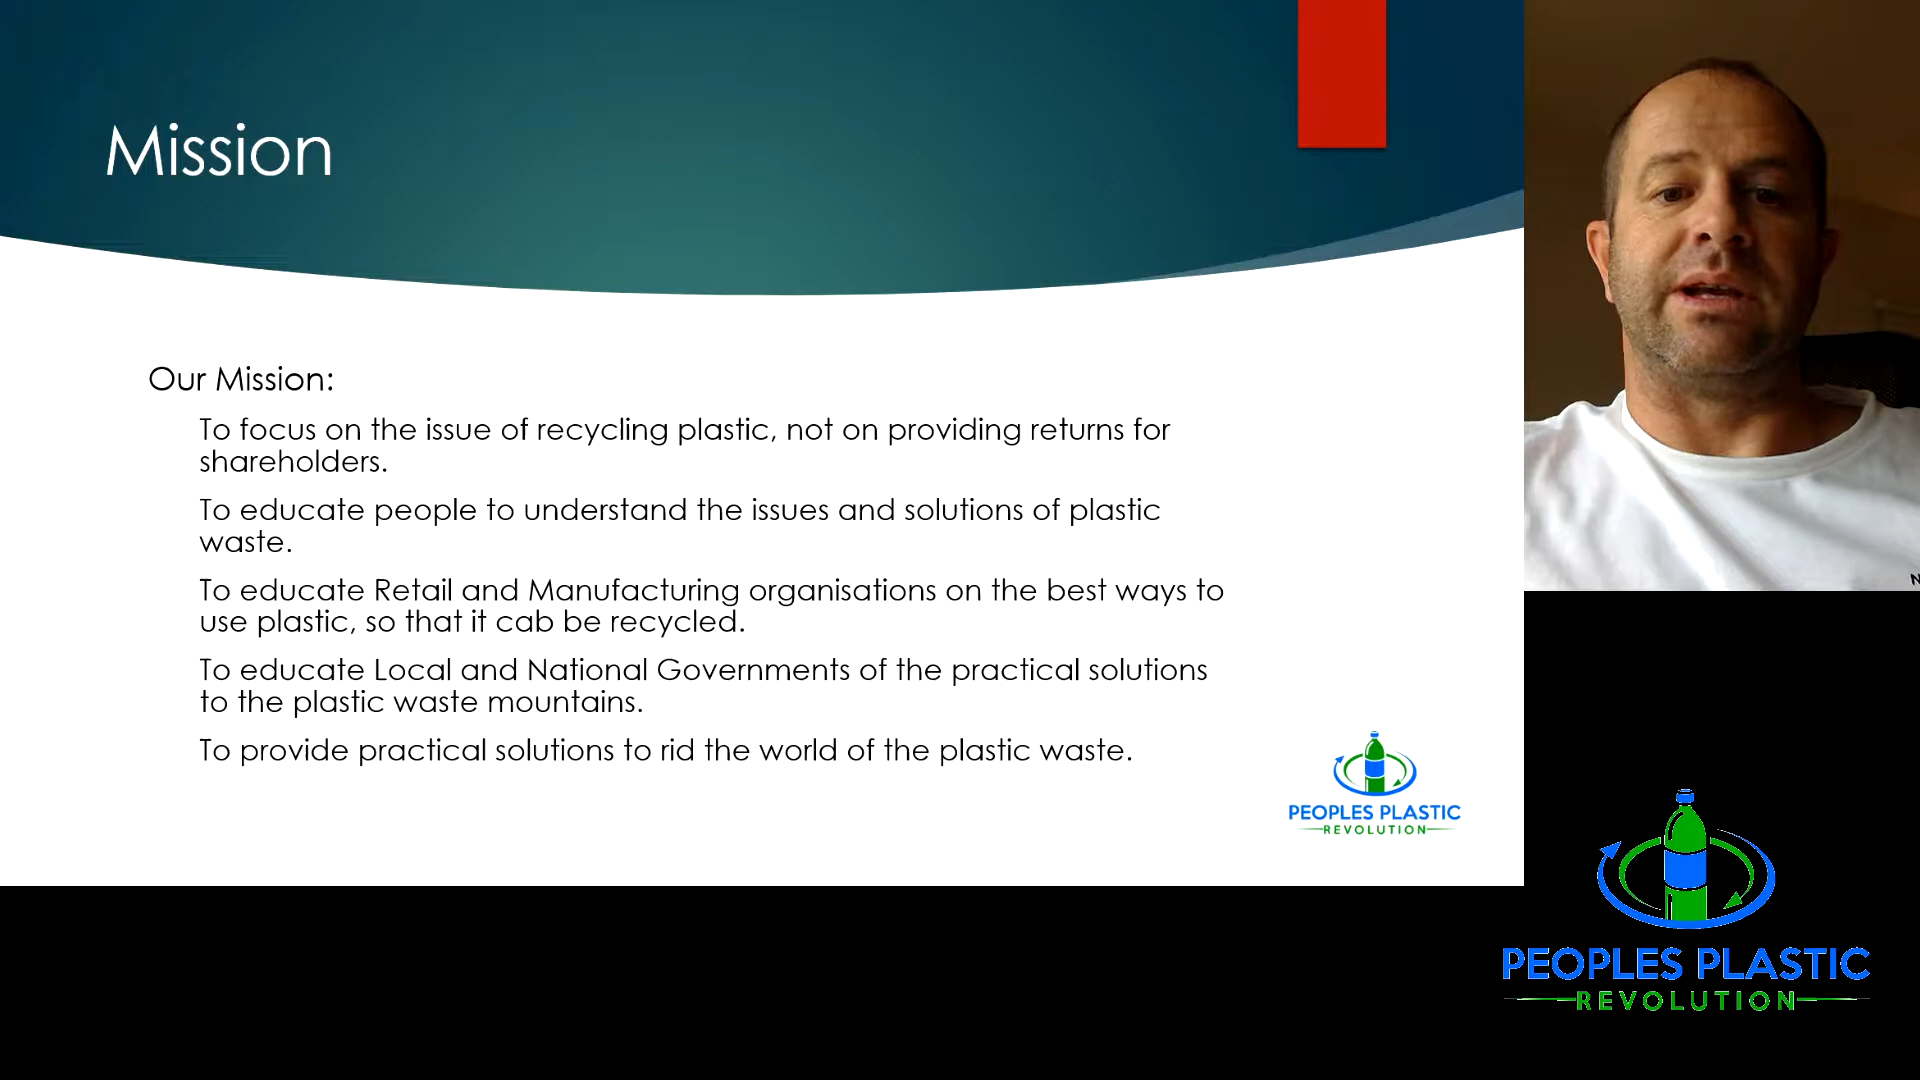 Mission
Our Mission:
To focus on the issue of recycling plastic, not on providing returns for
shareholders.
To educate people to understand the issues and solutions of plastic
waste.
To educate Retail and Manufacturing organisations on the best ways to
use plastic, so that it cab be recycled.
To educate Local and National Governments of the practical solutions
to the plastic waste mountains.
To provide practical solutions to rid the world of the plastic waste.
PEOPLES PLASTIC
REVOLUTION
N
PEOPLES PLASTIC
REVOLUTION